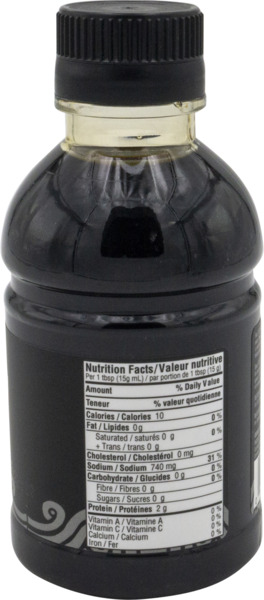 Nutrition Facts/Valeur nutritive
Per 1 tbsp (15g mL) / par portion de 1 tbsp (15 g)
Amount % Daily Value
Teneur % valeur quotidienne
Calories / Calories 10 0 %
Fat / Lipides 0g 0 %
Saturated / saturés 0 g
+ Trans / trans 0 g
Cholesterol / Cholestérol 0 mg
Sodium / Sodium 740 mg 31 %
Carbohydrate / Glucides 0 g 0 %
Fibre / Fibres 0 g
Sugars / Sucres 0 g
Protein / Protéines 2 g
Vitamin A / Vitamine A 0 %
Vitamin C / Vitamine C 0 %
Calcium / Calcium 0 %
Iron / Fer 0 %